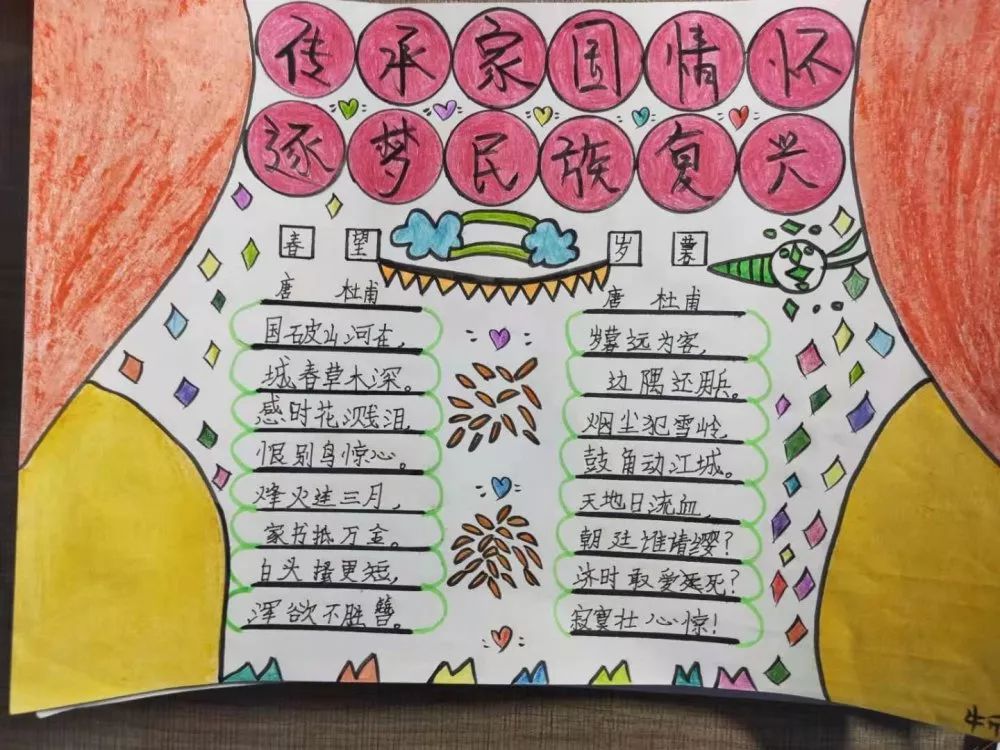 传承家国情怀
逐梦民族复兴
春望
唐 杜甫
国破山河在,
城春草木深。
感时花溅泪,
恨别鸟惊心。
烽火连三月,
家书抵万金。
白头搔更短,
浑欲不胜簪。
岁暮
唐 杜甫
岁暮远为客,
边隅还用兵。
烟尘犯雪岭,
鼓角动江城。
天地日流血,
朝廷谁请缨?
济时敢爱死?
寂寞壮心惊!